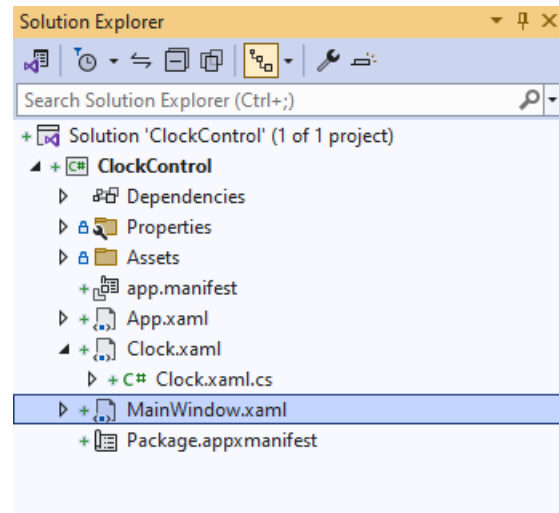 Solution Explorer
Search Solution Explorer (Ctrl+;)
Solution 'ClockControl' (1 of 1 project)
C# ClockControl
Dependencies
Properties
Assets
app.manifest
App.xaml
Clock.xaml
C# Clock.xaml.cs
MainWindow.xaml
Package.appxmanifest